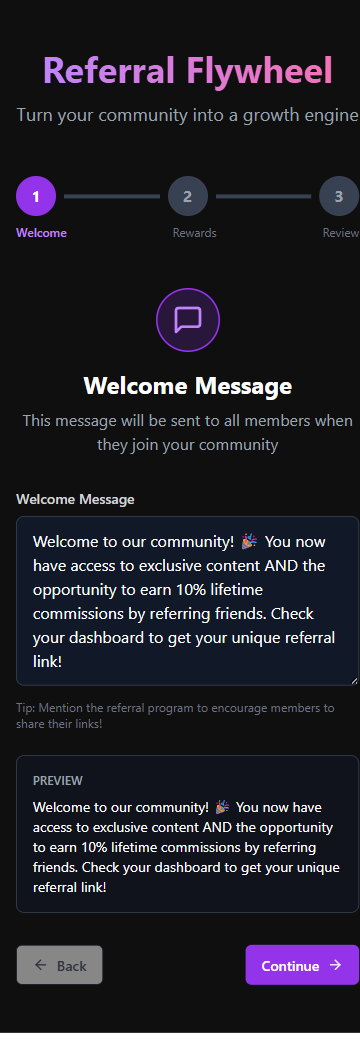 Referral Flywheel
Turn your community into a growth engine
1
2
3
Welcome
Rewards
Review
Welcome Message
This message will be sent to all members when
they join your community
Welcome Message
Welcome to our community! 🎉 You now
have access to exclusive content AND the
opportunity to earn 10% lifetime
commissions by referring friends. Check
your dashboard to get your unique referral
link!
Tip: Mention the referral program to encourage members to
share their links!
PREVIEW
Welcome to our community! 🎉 You now have
access to exclusive content AND the opportunity
to earn 10% lifetime commissions by referring
friends. Check your dashboard to get your unique
referral link!
← Back
Continue →